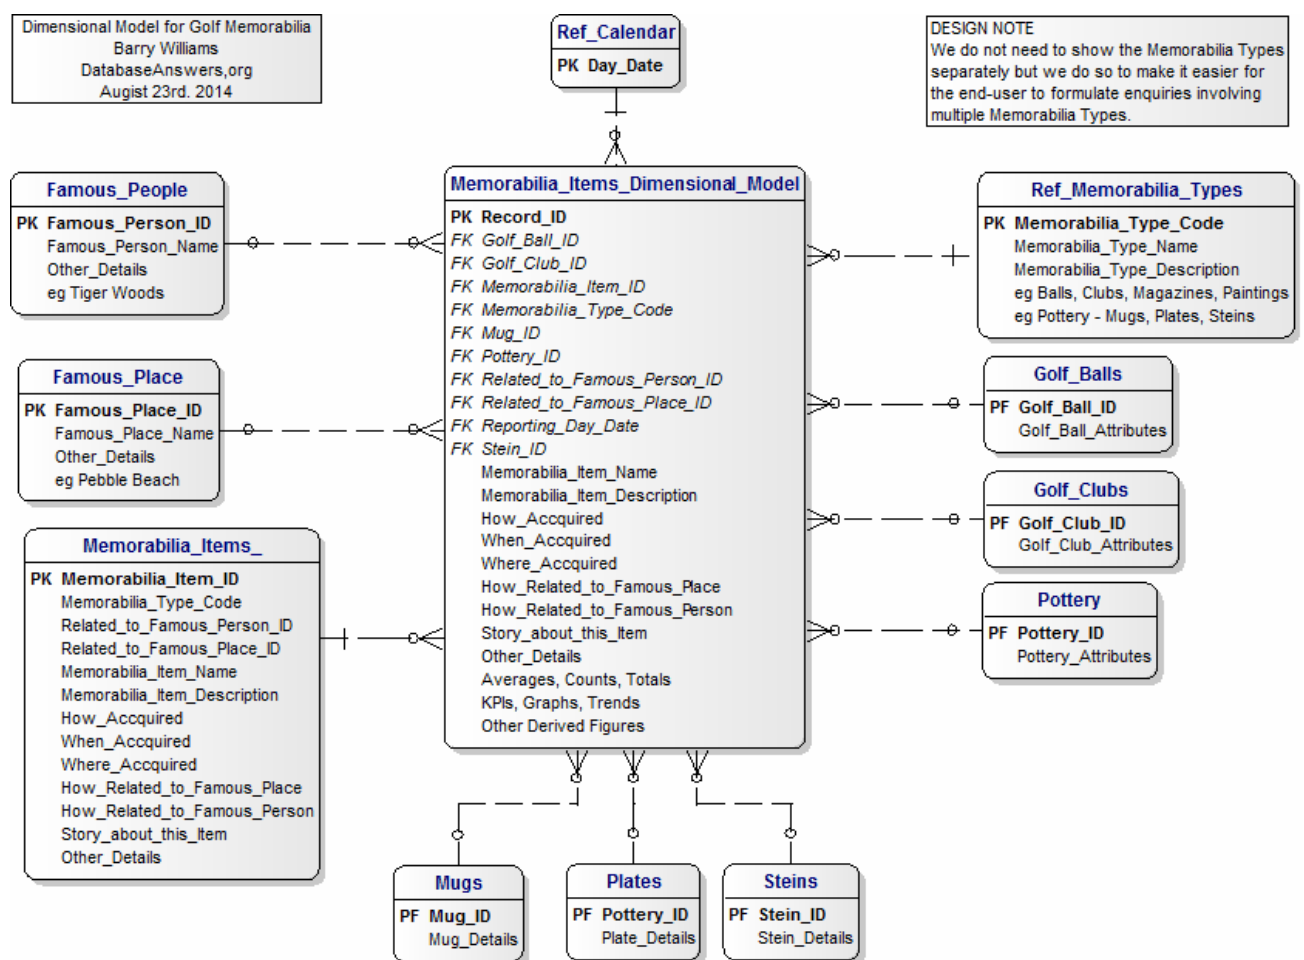 Dimensional Model for Golf Memorabilia
Barry Williams
DatabaseAnswers,org
Augist 23rd. 2014
Ref_Calendar
PK Day_Date
DESIGN NOTE
We do not need to show the Memorabilia Types
separately but we do so to make it easier for
the end-user to formulate enquiries involving
multiple Memorabilia Types.
Famous_People
PK Famous_Person_ID
Famous_Person_Name
Other_Details
eg Tiger Woods
Famous_Place
PK Famous_Place_ID
Famous_Place_Name
Other_Details
eg Pebble Beach
Memorabilia_Items_
PK Memorabilia_Item_ID
Memorabilia_Type_Code
Related_to_Famous_Person_ID
Related_to_Famous_Place_ID
Memorabilia_Item_Name
Memorabilia_Item_Description
How_Accquired
When_Accquired
Where_Accquired
How_Related_to_Famous_Place
How_Related_to_Famous_Person
Story_about_this_Item
Other_Details
Memorabilia_Items_Dimensional_Model
PK Record_ID
FK Golf_Ball_ID
FK Golf_Club_ID
FK Memorabilia_Item_ID
FK Memorabilia_Type_Code
FK Mug_ID
FK Pottery_ID
FK Related_to_Famous_Person_ID
FK Related_to_Famous_Place_ID
FK Reporting_Day_Date
FK Stein_ID
Memorabilia_Item_Name
Memorabilia_Item_Description
How_Accquired
When_Accquired
Where_Accquired
How_Related_to_Famous_Place
How_Related_to_Famous_Person
Story_about_this_Item
Other_Details
Averages, Counts, Totals
KPIs, Graphs, Trends
Other Derived Figures
Ref_Memorabilia_Types
PK Memorabilia_Type_Code
Memorabilia_Type_Name
Memorabilia_Type_Description
eg Balls, Clubs, Magazines, Paintings
eg Pottery - Mugs, Plates, Steins
Golf_Balls
PF Golf_Ball_ID
Golf_Ball_Attributes
Golf_Clubs
PF Golf_Club_ID
Golf_Club_Attributes
Pottery
PF Pottery_ID
Pottery_Attributes
Mugs
PF Mug_ID
Mug_Details
Plates
PF Pottery_ID
Plate_Details
Steins
PF Stein_ID
Stein_Details